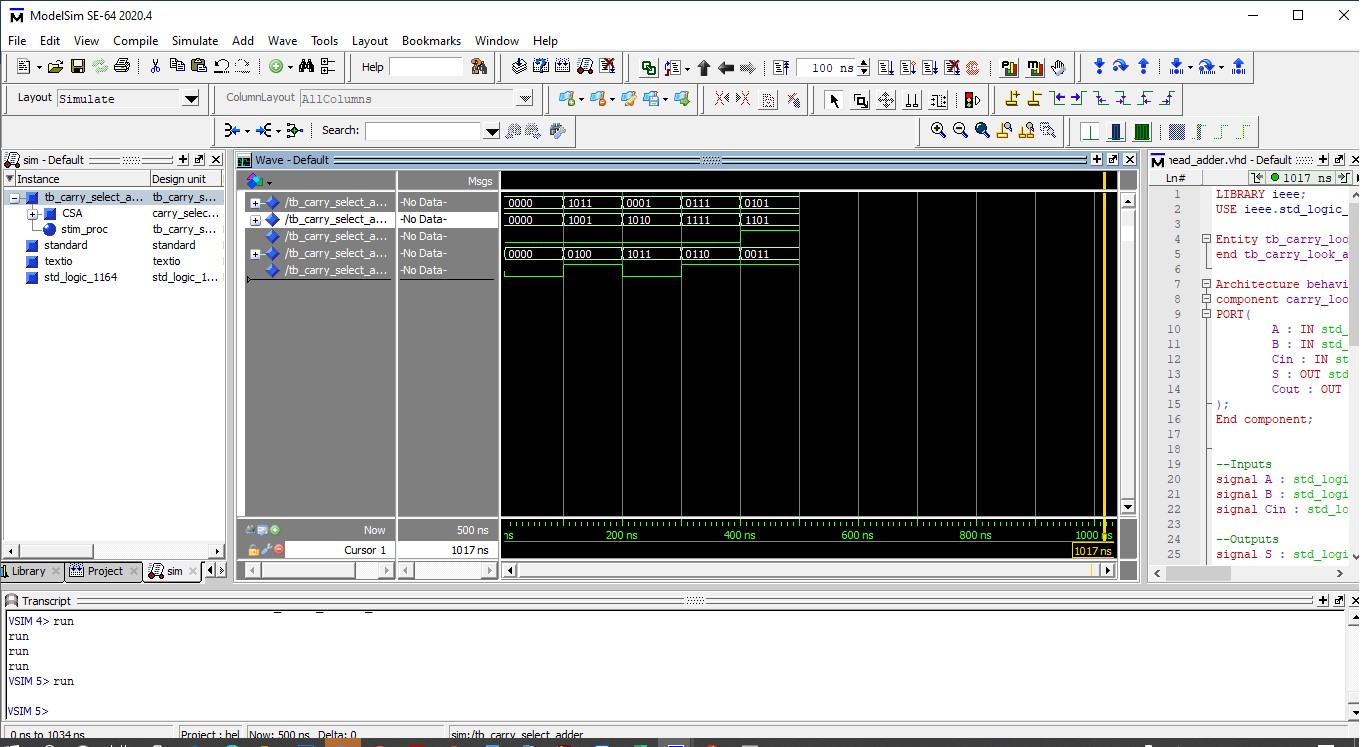 ModelSim SE-64 2020.4
File Edit View Compile Simulate Add Wave Tools Layout Bookmarks Window Help
Help 100 ns
Layout Simulate ColumnLayout AllColumns
Search:
sim - Default
Instance Design unit
tb_carry_select_a... tb_carry_s...
CSA carry_selec...
stim_proc tb_carry_s...
standard standard
textio textio
std_logic_1164 std_logic_1...
Library Project sim
Wave - Default
Msgs
/tb_carry_select_a... -No Data- 0000 1011 0001 0111 0101
/tb_carry_select_a... -No Data- 0000 1001 1010 1111 1101
/tb_carry_select_a... -No Data-
/tb_carry_select_a... -No Data- 0000 0100 1011 0110 0011
/tb_carry_select_a... -No Data-
Now 500 ns ns 200 ns 400 ns 600 ns 800 ns 1000 ns
Cursor 1 1017 ns 1017 ns
head_adder.vhd - Default
Ln# 1017 ns
1 LIBRARY ieee;
2 USE ieee.std_logic_
3
4 Entity tb_carry_loo
5 end tb_carry_look_a
6
7 Architecture behavi
8 component carry_loo
9 PORT(
10 A : IN std_
11 B : IN std_
12 Cin : IN st
13 S : OUT std
14 Cout : OUT
15 );
16 End component;
17
18
19 --Inputs
20 signal A : std_logi
21 signal B : std_logi
22 signal Cin : std_lo
23
24 --Outputs
25 signal S : std_logi
Transcript
VSIM 4> run
run
run
run
VSIM 5> run
VSIM 5>
0 ns to 1034 ns Project : hel Now: 500 ns Delta: 0 sim:/tb_carry_select_adder